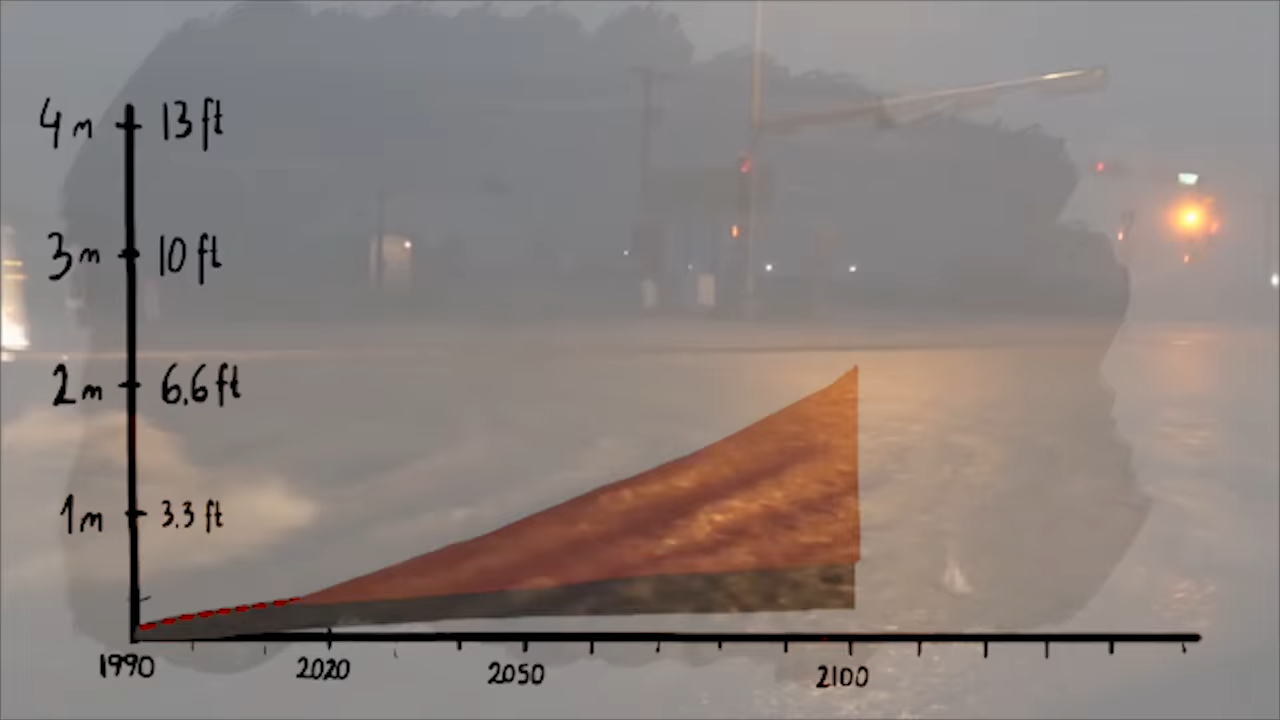 4m 13 ft
3m 10 ft
2m 6,6 ft
1m 3.3 ft
1990 2020 2050 2100